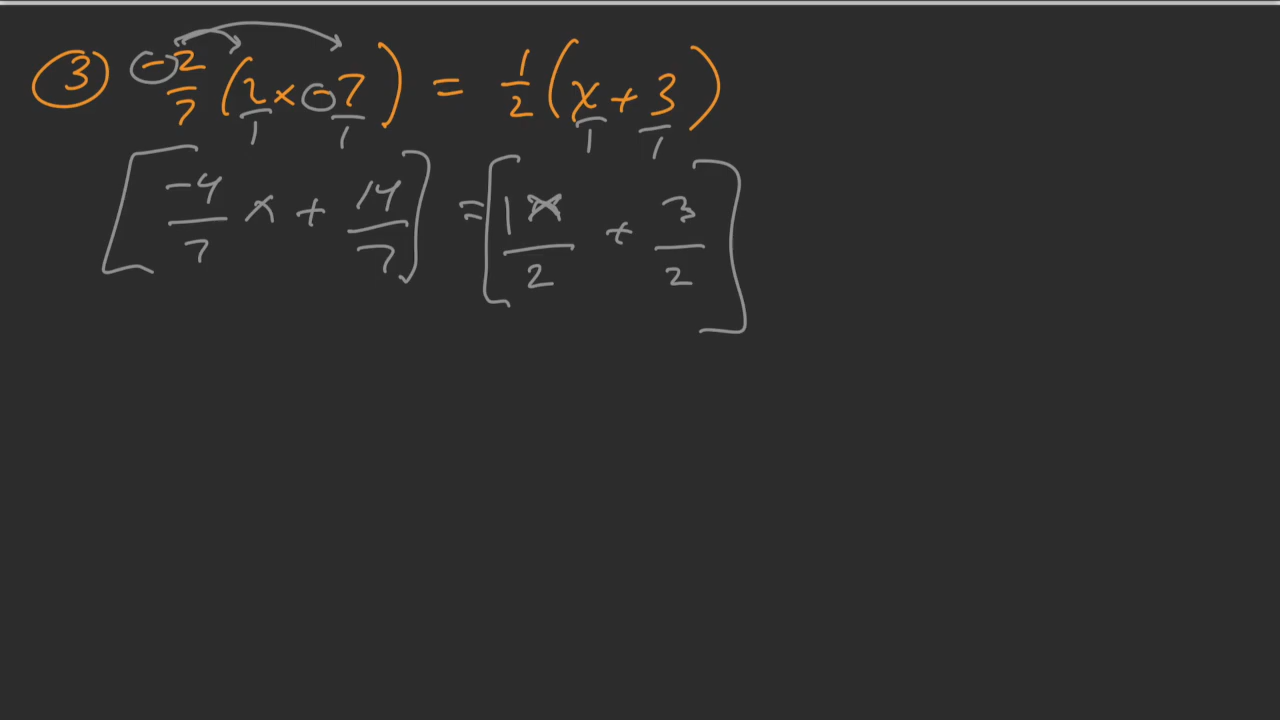 ③ -2/7 (2x/1 - 7/1) = 1/2 (x/1 + 3/1)
[-4/7 x + 14/7] = [1x/2 + 3/2]